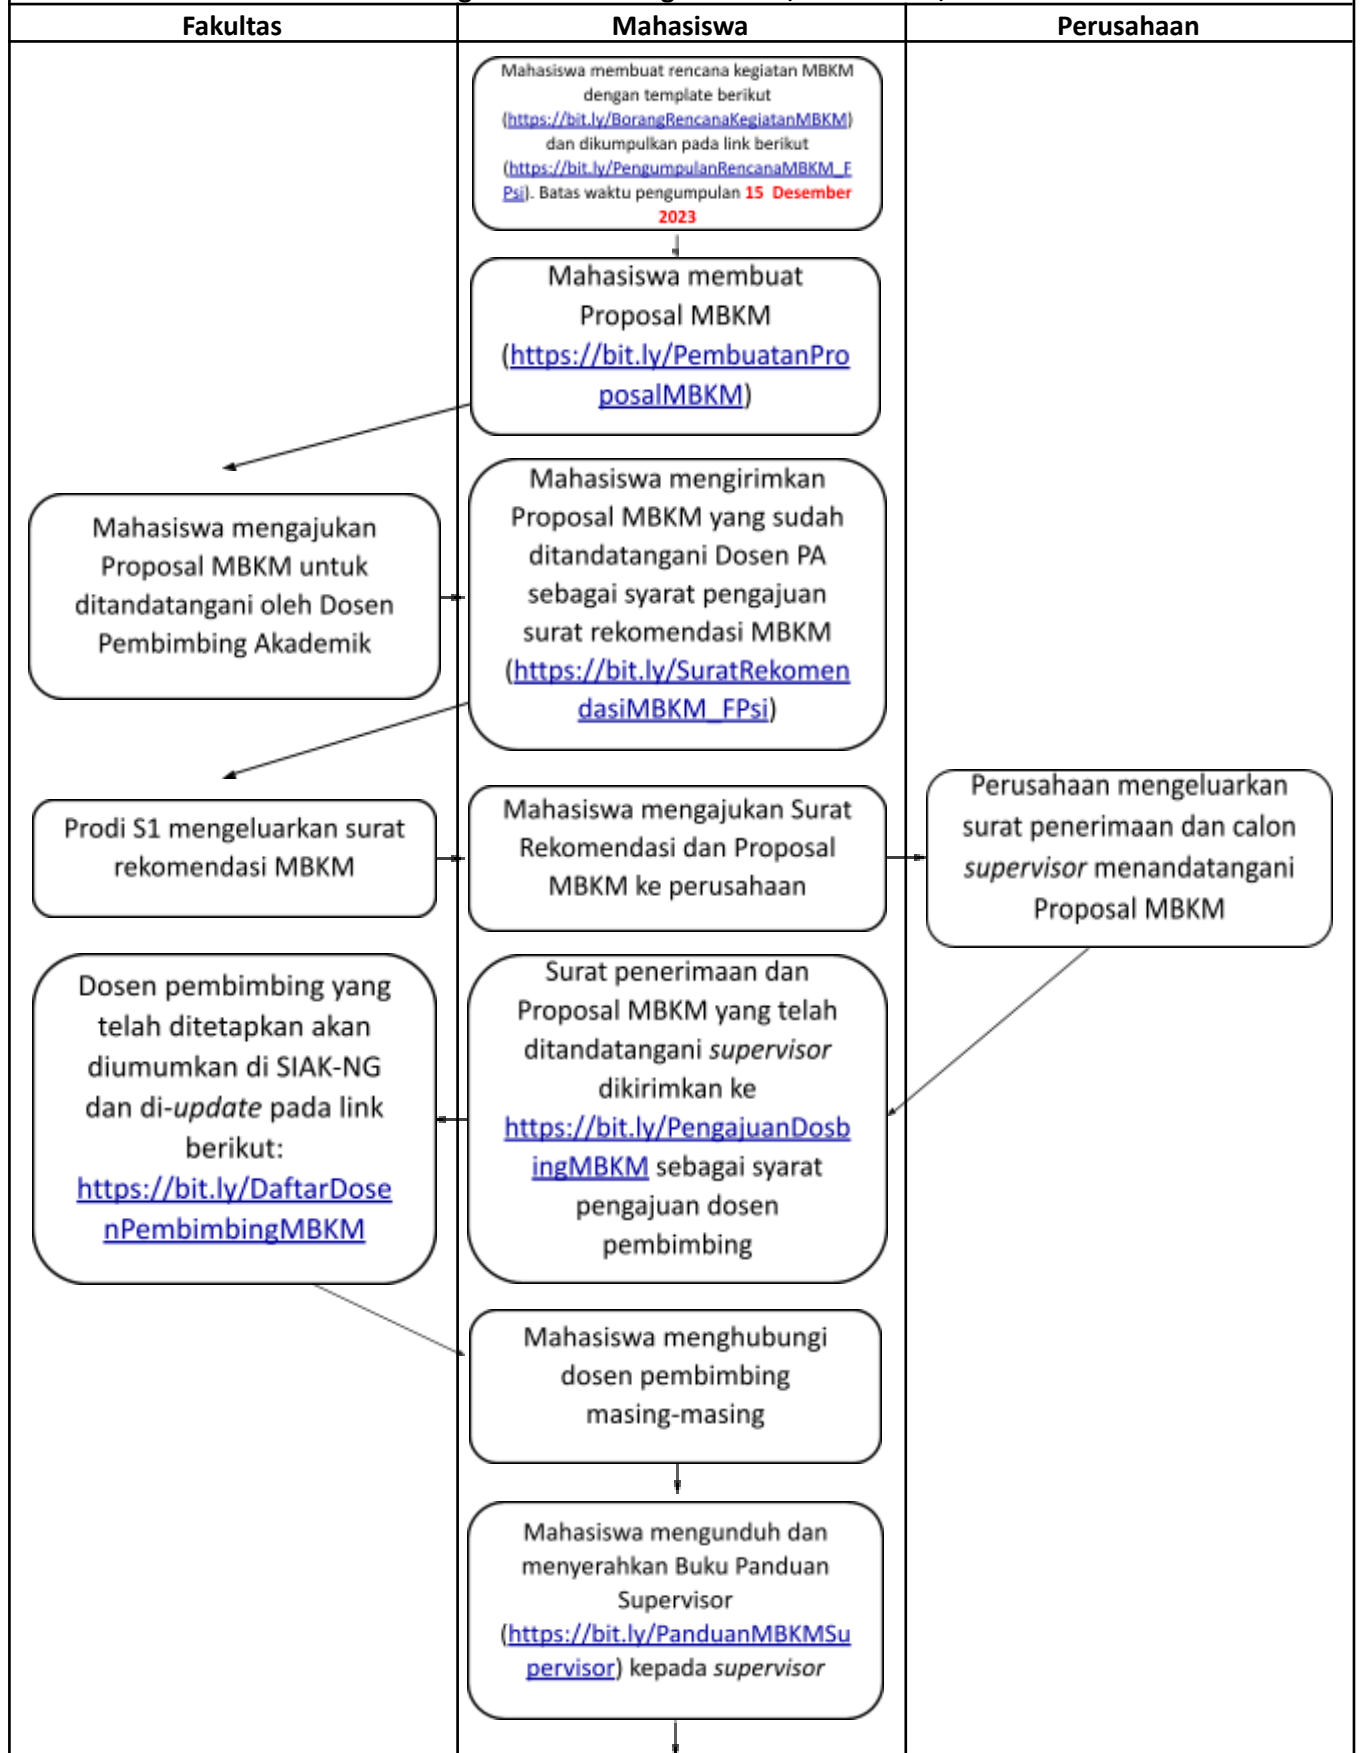 Fakultas
Mahasiswa
Perusahaan
Mahasiswa membuat rencana kegiatan MBKM
dengan template berikut
(https://bit.ly/BorangRencanaKegiatanMBKM)
dan dikumpulkan pada link berikut
(https://bit.ly/PengumpulanRencanaMBKM_F
Psi). Batas waktu pengumpulan 15 Desember
2023
Mahasiswa membuat
Proposal MBKM
(https://bit.ly/PembuatanPro
posalMBKM)
Mahasiswa mengajukan
Proposal MBKM untuk
ditandatangani oleh Dosen
Pembimbing Akademik
Mahasiswa mengirimkan
Proposal MBKM yang sudah
ditandatangani Dosen PA
sebagai syarat pengajuan
surat rekomendasi MBKM
(https://bit.ly/SuratRekomen
dasiMBKM_FPsi)
Prodi S1 mengeluarkan surat
rekomendasi MBKM
Mahasiswa mengajukan Surat
Rekomendasi dan Proposal
MBKM ke perusahaan
Perusahaan mengeluarkan
surat penerimaan dan calon
supervisor menandatangani
Proposal MBKM
Surat penerimaan dan
Proposal MBKM yang telah
ditandatangani supervisor
dikirimkan ke
https://bit.ly/PengajuanDosb
ingMBKM sebagai syarat
pengajuan dosen
pembimbing
Dosen pembimbing yang
telah ditetapkan akan
diumumkan di SIAK-NG
dan di-update pada link
berikut:
https://bit.ly/DaftarDose
nPembimbingMBKM
Mahasiswa menghubungi
dosen pembimbing
masing-masing
Mahasiswa mengunduh dan
menyerahkan Buku Panduan
Supervisor
(https://bit.ly/PanduanMBKMSu
pervisor) kepada supervisor